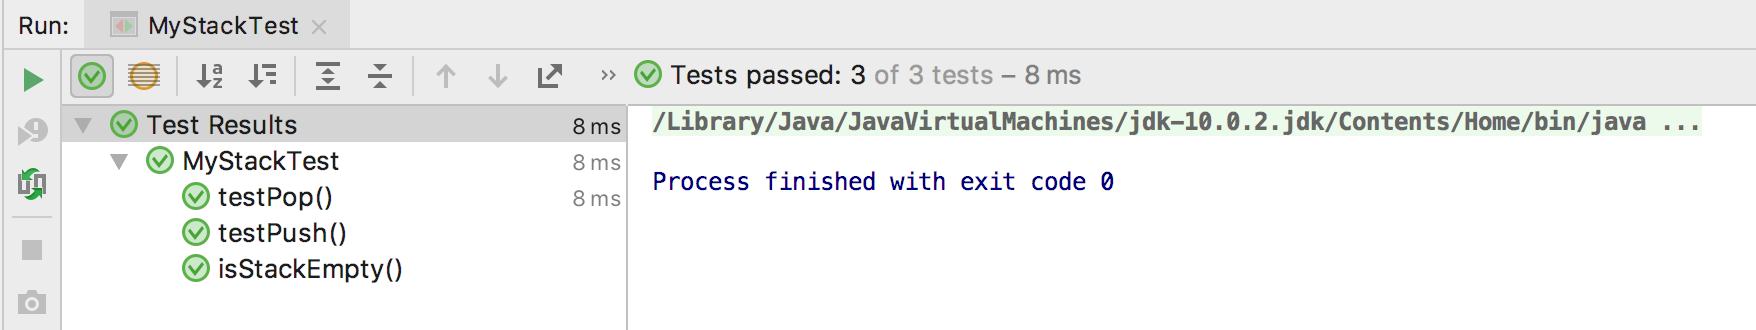 Run: MyStackTest
Tests passed: 3 of 3 tests – 8 ms
Test Results 8 ms
MyStackTest 8 ms
testPop() 8 ms
testPush()
isStackEmpty()
/Library/Java/JavaVirtualMachines/jdk-10.0.2.jdk/Contents/Home/bin/java ...
Process finished with exit code 0